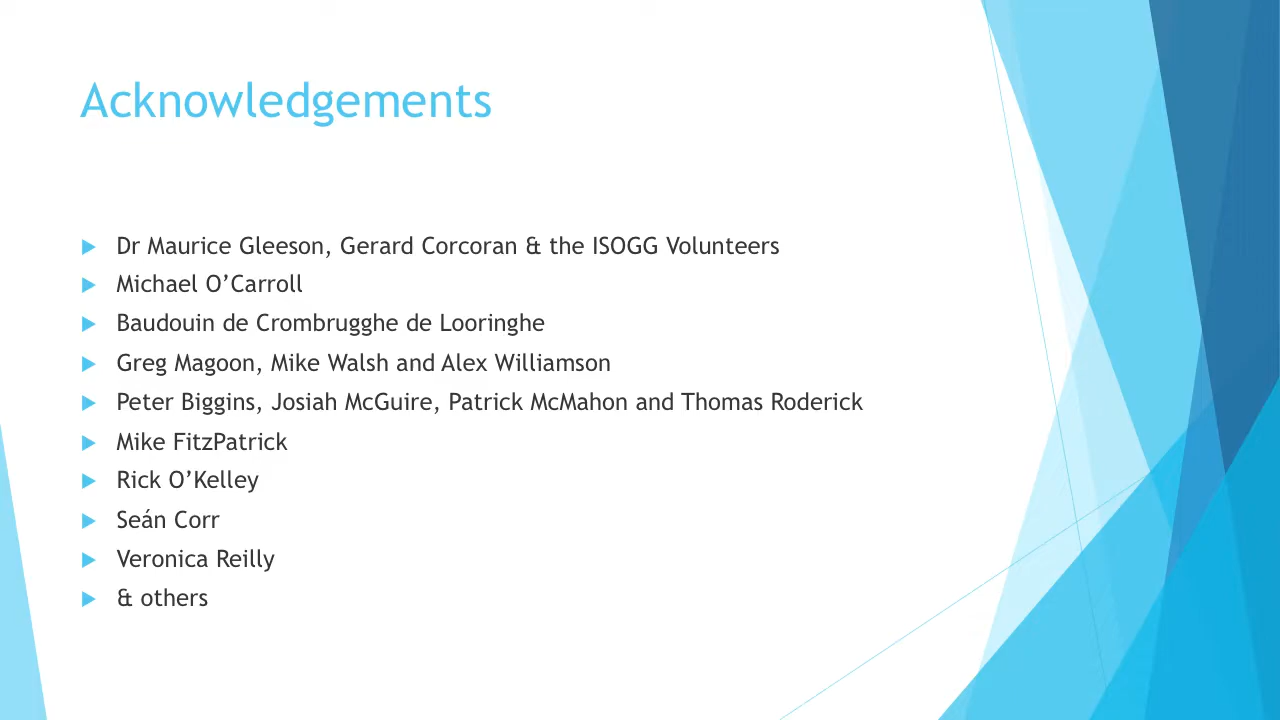 Acknowledgements
Dr Maurice Gleeson, Gerard Corcoran & the ISOGG Volunteers
Michael O’Carroll
Baudouin de Crombrugghe de Looringhe
Greg Magoon, Mike Walsh and Alex Williamson
Peter Biggins, Josiah McGuire, Patrick McMahon and Thomas Roderick
Mike FitzPatrick
Rick O’Kelley
Seán Corr
Veronica Reilly
& others